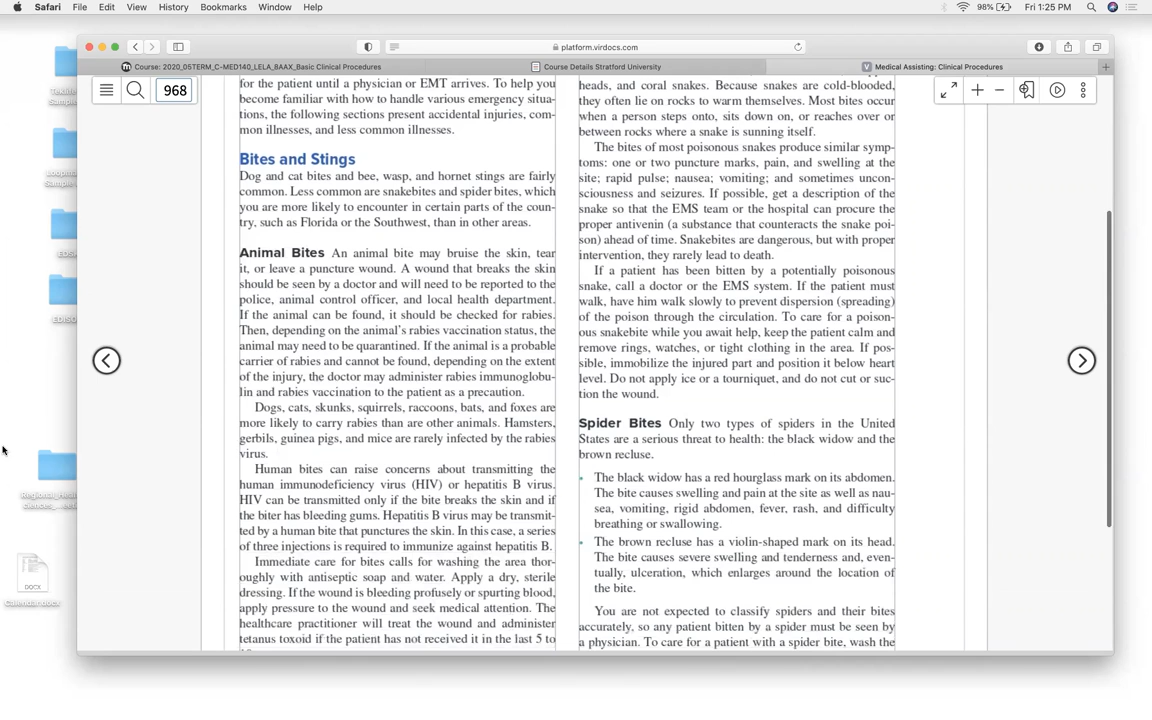 Safari File Edit View History Bookmarks Window Help
98% Fri 1:25 PM
platform.virdocs.com
Course: 2020_05TERM_C-MED140_LELA_8AAX_Basic Clinical Procedures
Course Details Stratford University
Medical Assisting: Clinical Procedures
968
for the patient until a physician or EMT arrives. To help you
become familiar with how to handle various emergency situa-
tions, the following sections present accidental injuries, com-
mon illnesses, and less common illnesses.
Bites and Stings
Dog and cat bites and bee, wasp, and hornet stings are fairly
common. Less common are snakebites and spider bites, which
you are more likely to encounter in certain parts of the coun-
try, such as Florida or the Southwest, than in other areas.
Animal Bites An animal bite may bruise the skin, tear
it, or leave a puncture wound. A wound that breaks the skin
should be seen by a doctor and will need to be reported to the
police, animal control officer, and local health department.
If the animal can be found, it should be checked for rabies.
Then, depending on the animal's rabies vaccination status, the
animal may need to be quarantined. If the animal is a probable
carrier of rabies and cannot be found, depending on the extent
of the injury, the doctor may administer rabies immunoglobu-
lin and rabies vaccination to the patient as a precaution.
Dogs, cats, skunks, squirrels, raccoons, bats, and foxes are
more likely to carry rabies than are other animals. Hamsters,
gerbils, guinea pigs, and mice are rarely infected by the rabies
virus.
Human bites can raise concerns about transmitting the
human immunodeficiency virus (HIV) or hepatitis B virus.
HIV can be transmitted only if the bite breaks the skin and if
the biter has bleeding gums. Hepatitis B virus may be transmit-
ted by a human bite that punctures the skin. In this case, a series
of three injections is required to immunize against hepatitis B.
Immediate care for bites calls for washing the area thor-
oughly with antiseptic soap and water. Apply a dry, sterile
dressing. If the wound is bleeding profusely or spurting blood,
apply pressure to the wound and seek medical attention. The
healthcare practitioner will treat the wound and administer
tetanus toxoid if the patient has not received it in the last 5 to
heads, and coral snakes. Because snakes are cold-blooded,
they often lie on rocks to warm themselves. Most bites occur
when a person steps onto, sits down on, or reaches over or
between rocks where a snake is sunning itself.
The bites of most poisonous snakes produce similar symp-
toms: one or two puncture marks, pain, and swelling at the
site; rapid pulse; nausea; vomiting; and sometimes uncon-
sciousness and seizures. If possible, get a description of the
snake so that the EMS team or the hospital can procure the
proper antivenin (a substance that counteracts the snake poi-
son) ahead of time. Snakebites are dangerous, but with proper
intervention, they rarely lead to death.
If a patient has been bitten by a potentially poisonous
snake, call a doctor or the EMS system. If the patient must
walk, have him walk slowly to prevent dispersion (spreading)
of the poison through the circulation. To care for a poison-
ous snakebite while you await help, keep the patient calm and
remove rings, watches, or tight clothing in the area. If pos-
sible, immobilize the injured part and position it below heart
level. Do not apply ice or a tourniquet, and do not cut or suc-
tion the wound.
Spider Bites Only two types of spiders in the United
States are a serious threat to health: the black widow and the
brown recluse.
• The black widow has a red hourglass mark on its abdomen.
The bite causes swelling and pain at the site as well as nau-
sea, vomiting, rigid abdomen, fever, rash, and difficulty
breathing or swallowing.
• The brown recluse has a violin-shaped mark on its head.
The bite causes severe swelling and tenderness and, even-
tually, ulceration, which enlarges around the location of
the bite.
You are not expected to classify spiders and their bites
accurately, so any patient bitten by a spider must be seen by
a physician. To care for a patient with a spider bite, wash the
DOCX
Calendar.docx